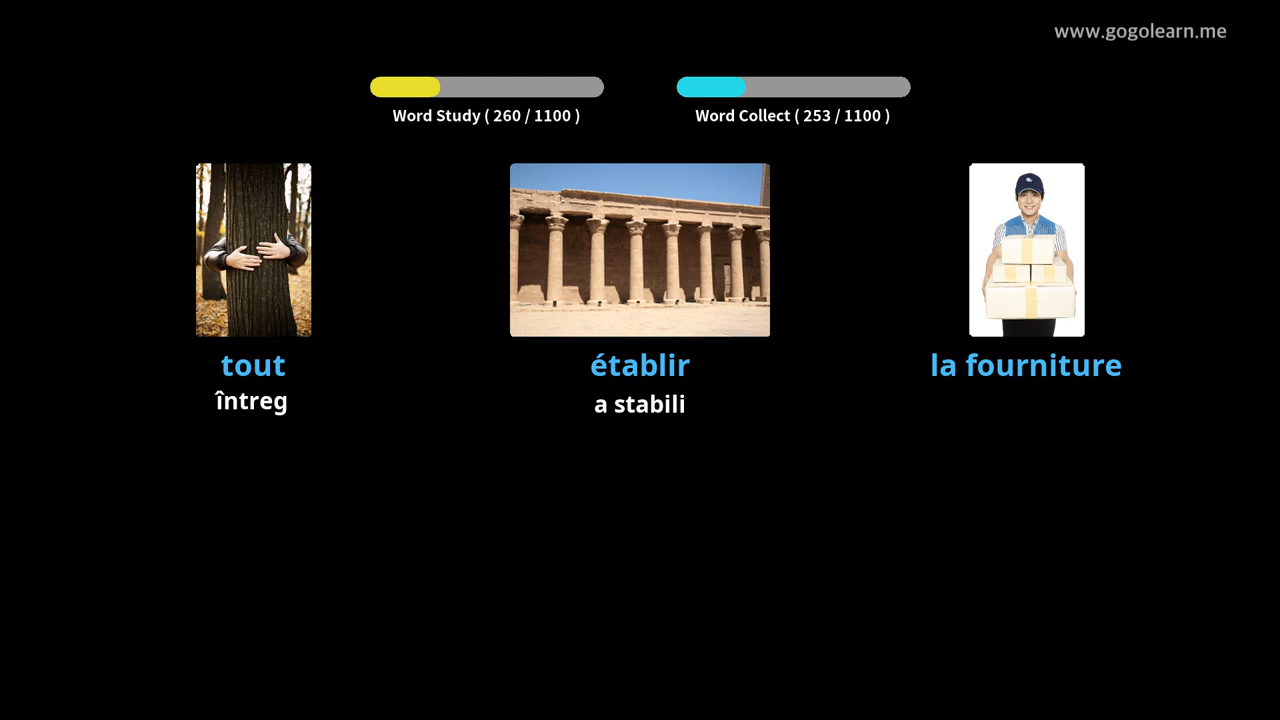 www.gogolearn.me
Word Study ( 260 / 1100 )
Word Collect ( 253 / 1100 )
tout
întreg
établir
a stabili
la fourniture